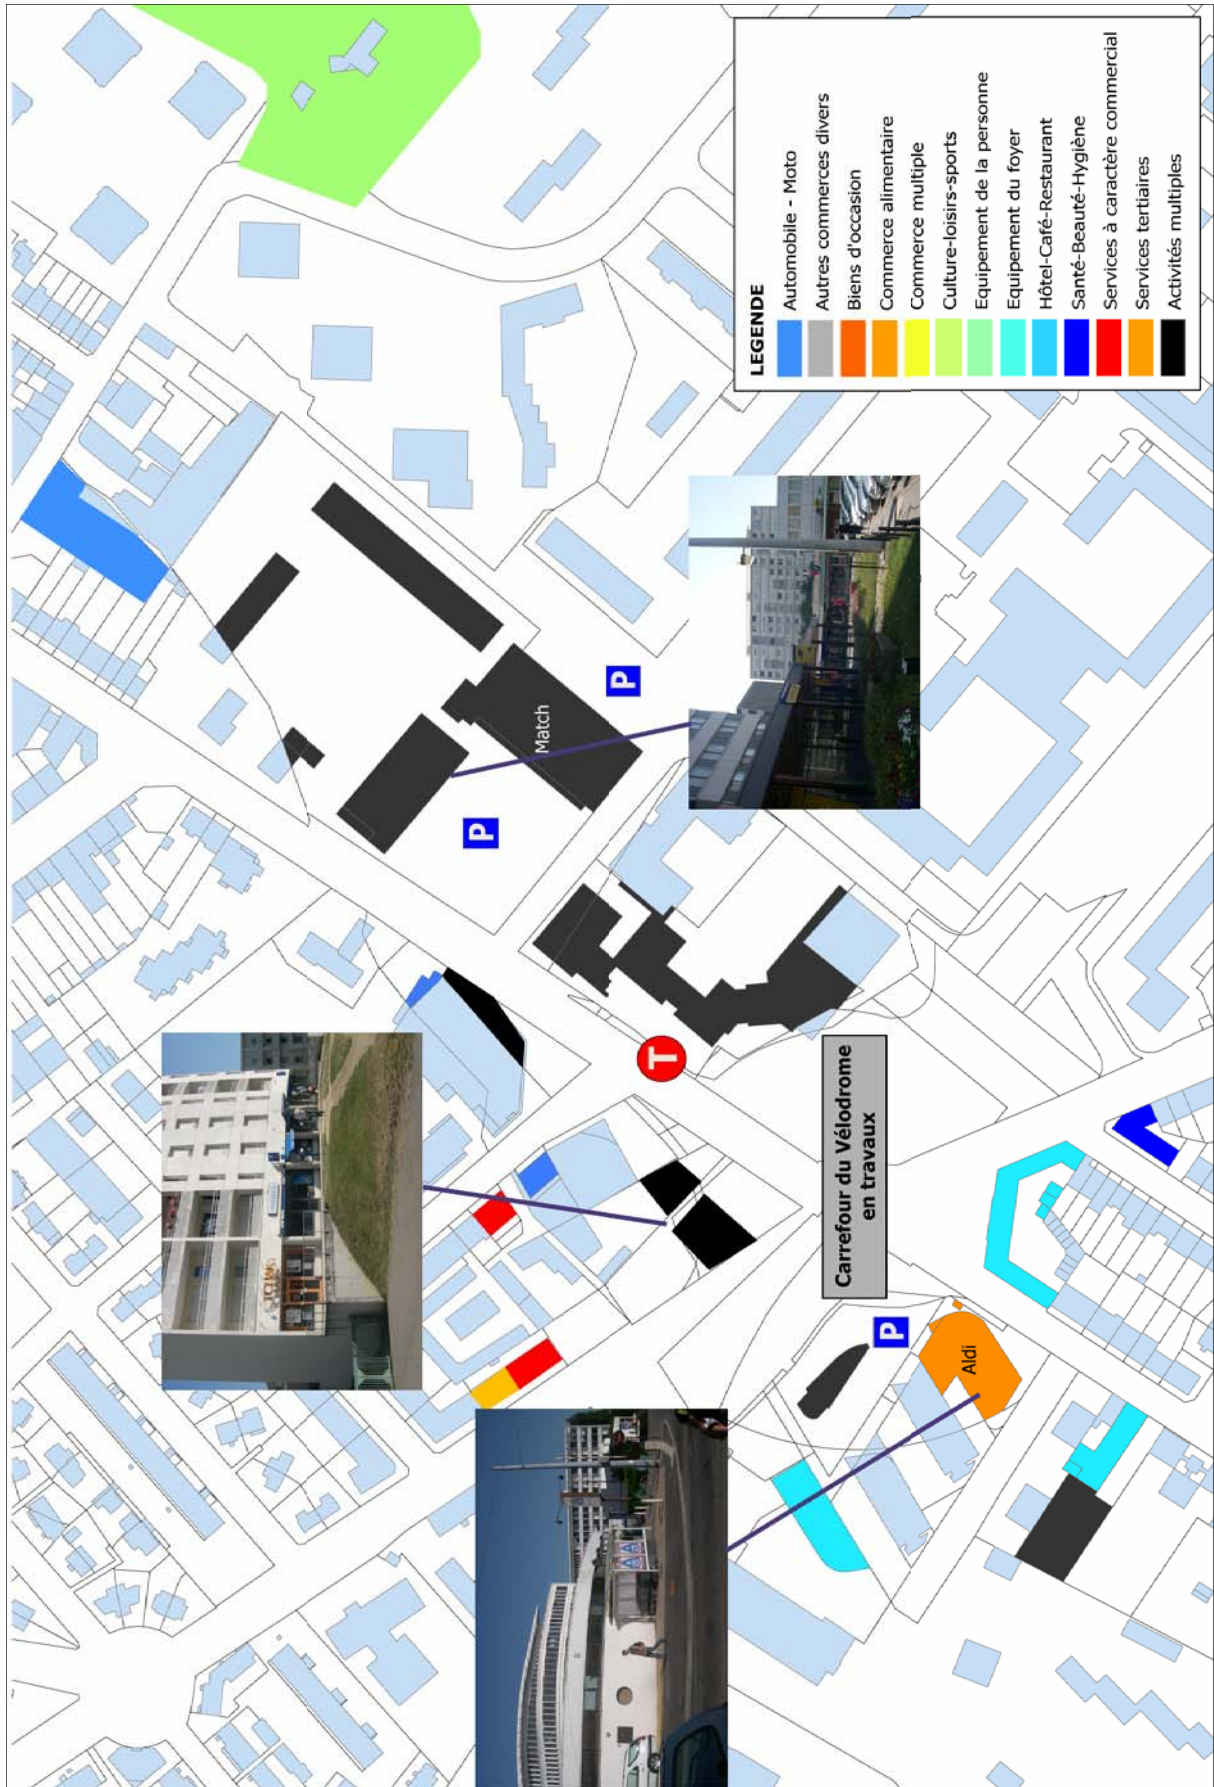 LEGENDE
Automobile - Moto
Autres commerces divers
Biens d'occasion
Commerce alimentaire
Commerce multiple
Culture-loisirs-sports
Equipement de la personne
Equipement du foyer
Hôtel-Café-Restaurant
Santé-Beauté-Hygiène
Services à caractère commercial
Services tertiaires
Activités multiples
Match
P
P
T
Carrefour du Vélodrome
en travaux
P
Aldi